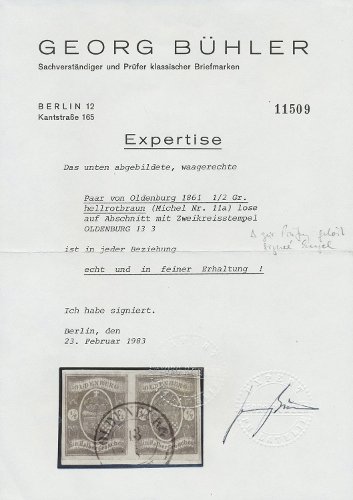 GEORG BÜHLER
Sachverständiger und Prüfer klassischer Briefmarken
BERLIN 12
Kantstraße 165
11509
Expertise
Das unten abgebildete, waagerechte
Paar von Oldenburg 1861 1/2 Gr.
hellrotbraun (Michel Nr. 11a) lose
auf Abschnitt mit Zweikreisstempel
OLDENBURG 13 3
ist in jeder Beziehung
echt und in feiner Erhaltung !
Ich habe signiert.
Berlin, den
23. Februar 1983
OLDENBURG OLDENBURG
OLDENBURG
13